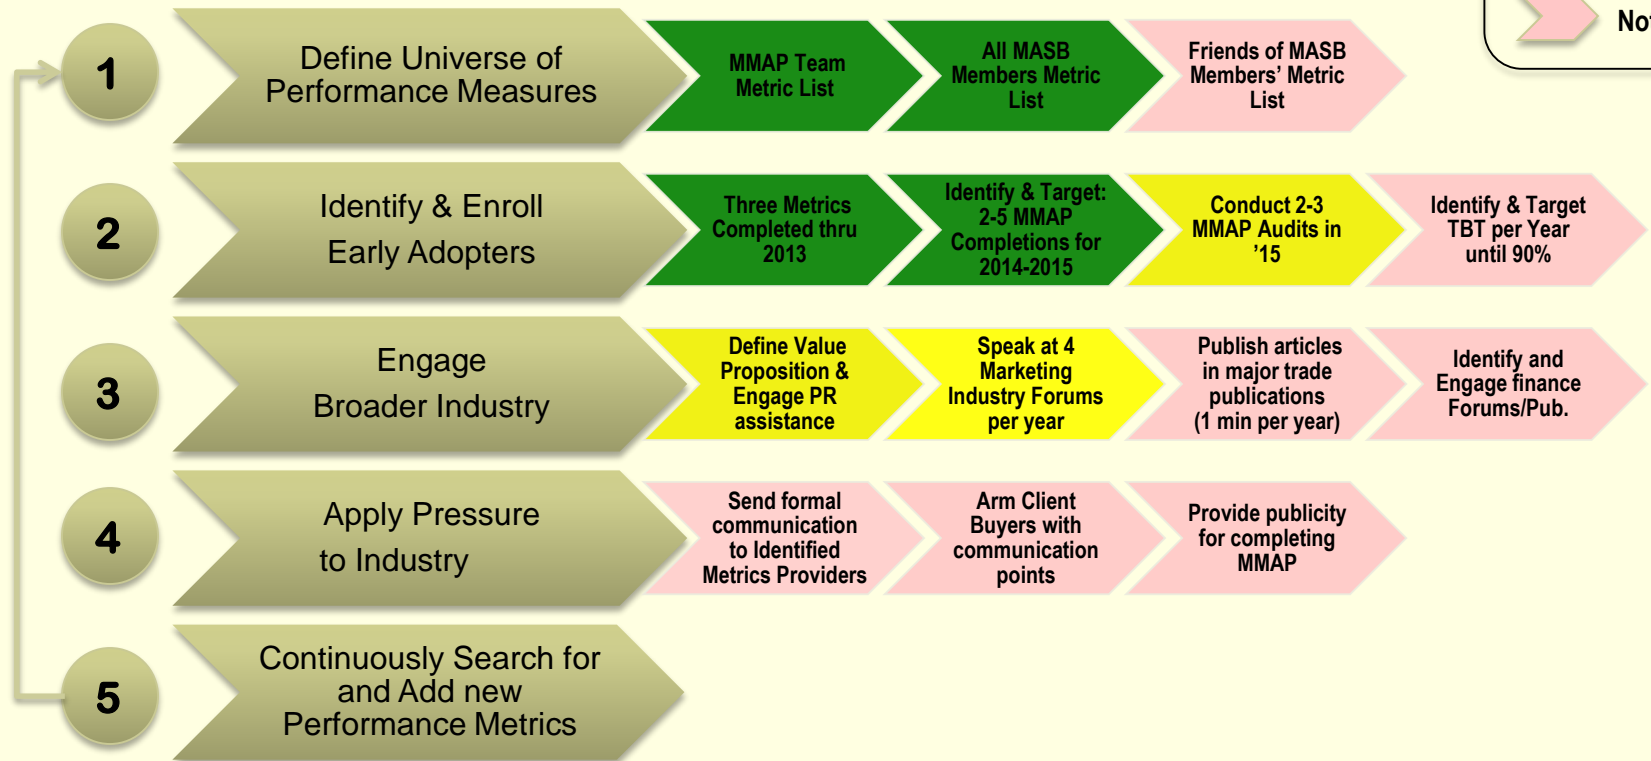 1
Define Universe of
Performance Measures
MMAP Team
Metric List
All MASB
Members Metric
List
Friends of MASB
Members' Metric
List
2
Identify & Enroll
Early Adopters
Three Metrics
Completed thru
2013
Identify & Target:
2-5 MMAP
Completions for
2014-2015
Conduct 2-3
MMAP Audits in
’15
Identify & Target
TBT per Year
until 90%
3
Engage
Broader Industry
Define Value
Proposition &
Engage PR
assistance
Speak at 4
Marketing
Industry Forums
per year
Publish articles
in major trade
publications
(1 min per year)
Identify and
Engage finance
Forums/Pub.
4
Apply Pressure
to Industry
Send formal
communication
to Identified
Metrics Providers
Arm Client
Buyers with
communication
points
Provide publicity
for completing
MMAP
5
Continuously Search for
and Add new
Performance Metrics